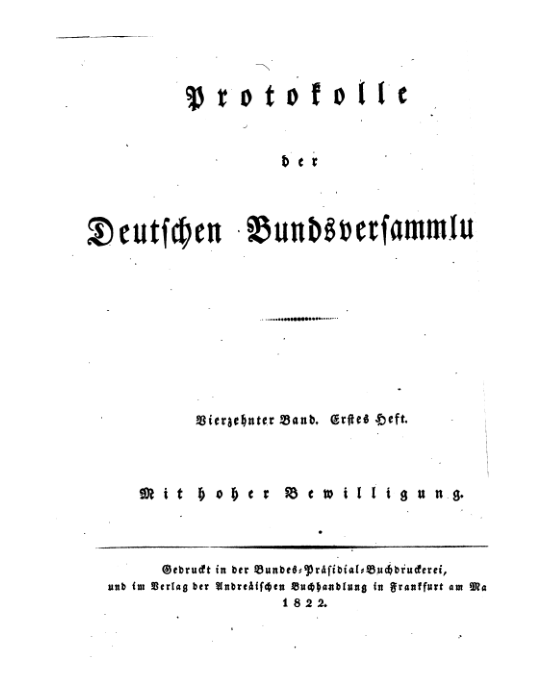 Protokolle
der
Deutschen Bundsversammlu
Vierzehnter Band. Erstes Heft.
Mit hoher Bewilligung.
Gedruckt in der Bundes-Präsidial-Buchdruckerei,
und im Verlag der Andreäischen Buchhandlung in Frankfurt am Ma
1822.